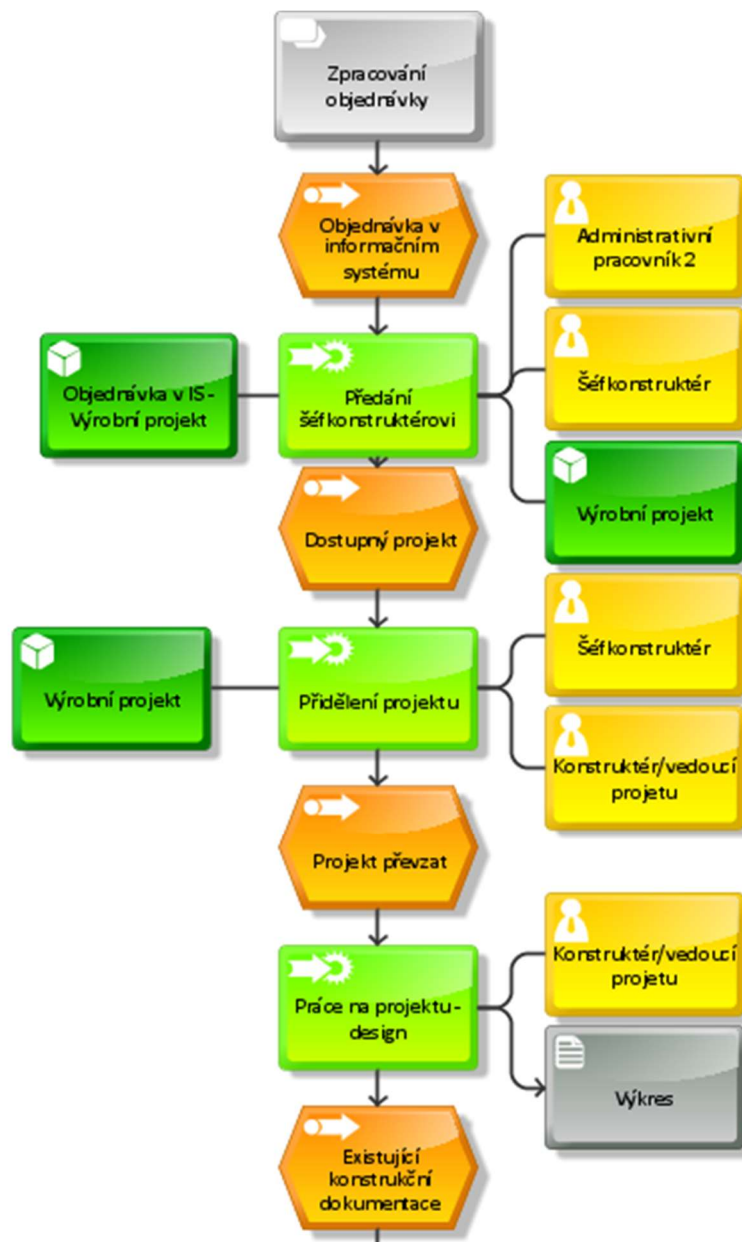 Zpracování
objednávky
Objednávka v
informačním
systému
Administrativní
pracovník 2
Šéfkonstruktér
Objednávka v IS-
Výrobní projekt
Předání
šéfkonstruktérovi
Výrobní projekt
Dostupný projekt
Šéfkonstruktér
Výrobní projekt
Přidělení projektu
Konstruktér/vedoucí
projetu
Projekt převzat
Konstruktér/vedoucí
projetu
Práce na projektu-
design
Výkres
Existující
konstrukční
dokumentace